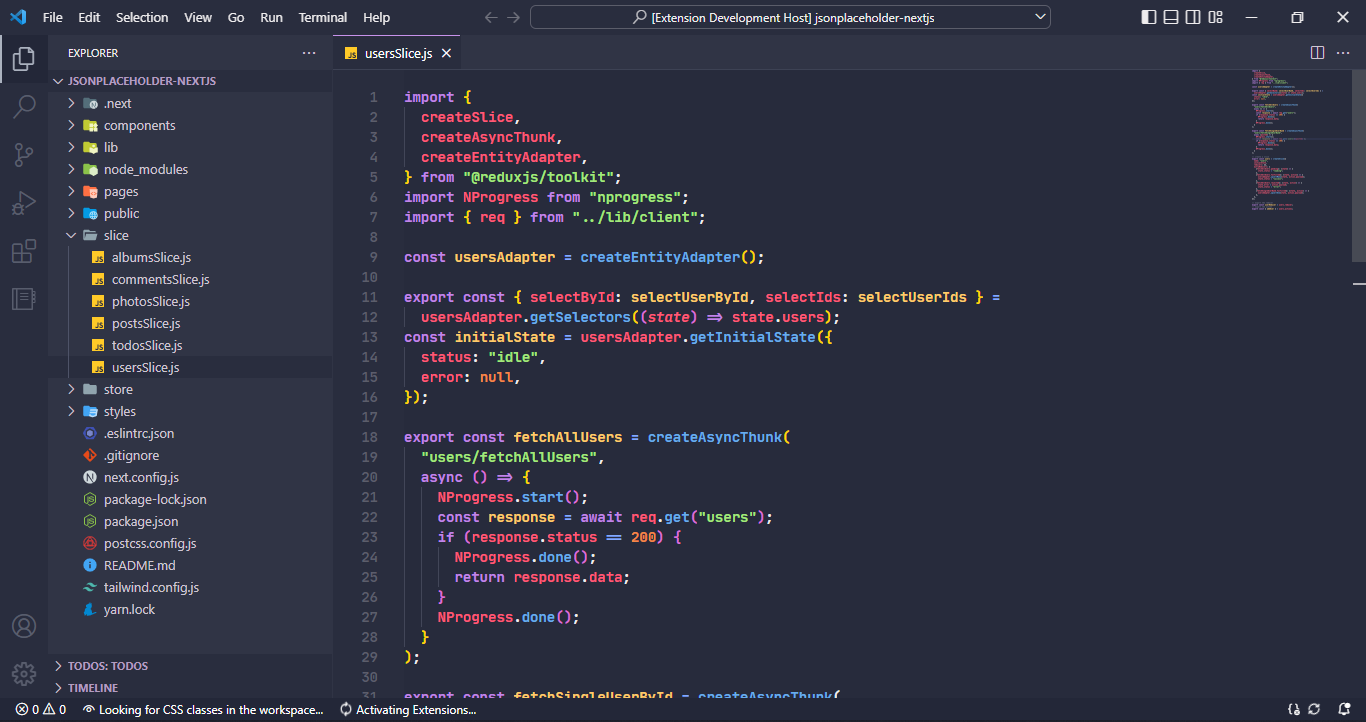 File Edit Selection View Go Run Terminal Help
[Extension Development Host] jsonplaceholder-nextjs
EXPLORER
JSONPLACEHOLDER-NEXTJS
.next
components
lib
node_modules
pages
public
slice
albumsSlice.js
commentsSlice.js
photosSlice.js
postsSlice.js
todosSlice.js
usersSlice.js
store
styles
.eslintrc.json
.gitignore
next.config.js
package-lock.json
package.json
postcss.config.js
README.md
tailwind.config.js
yarn.lock
TODOS: TODOS
TIMELINE
usersSlice.js
1 import {
2 createSlice,
3 createAsyncThunk,
4 createEntityAdapter,
5 } from "@reduxjs/toolkit";
6 import NProgress from "nprogress";
7 import { req } from "../lib/client";
8
9 const usersAdapter = createEntityAdapter();
10
11 export const { selectById: selectUserById, selectIds: selectUserIds } =
12 usersAdapter.getSelectors((state) => state.users);
13 const initialState = usersAdapter.getInitialState({
14 status: "idle",
15 error: null,
16 });
17
18 export const fetchAllUsers = createAsyncThunk(
19 "users/fetchAllUsers",
20 async () => {
21 NProgress.start();
22 const response = await req.get("users");
23 if (response.status == 200) {
24 NProgress.done();
25 return response.data;
26 }
27 NProgress.done();
28 }
29 );
30
31 export const fetchSingleUserById = createAsyncThunk(
0 0 Looking for CSS classes in the workspace... Activating Extensions...